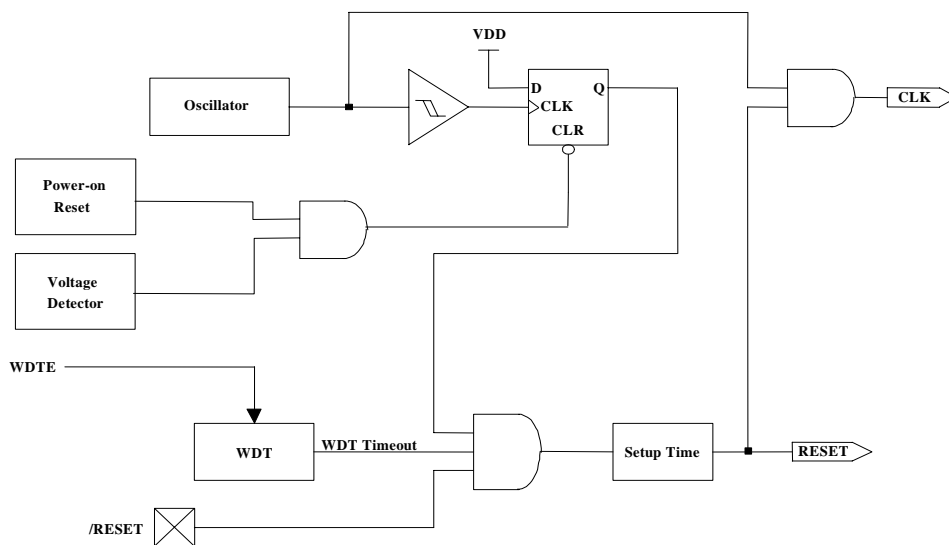 VDD
Oscillator
D
Q
CLK
CLR
CLK
Power-on
Reset
Voltage
Detector
WDTE
WDT
WDT Timeout
Setup Time
RESET
/RESET